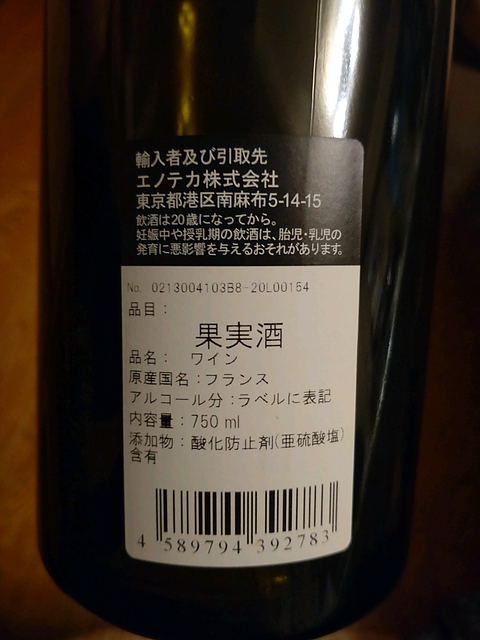 輸入者及び引取先
エノテカ株式会社
東京都港区南麻布5-14-15
飲酒は20歳になってから。
妊娠中や授乳期の飲酒は、胎児・乳児の
発育に悪影響を与えるおそれがあります。
No. 0213004103B8-20L00154
品目:
果実酒
品名: ワイン
原産国名:フランス
アルコール分:ラベルに表記
内容量:750 ml
添加物:酸化防止剤(亜硫酸塩)
含有
4 589794 392783